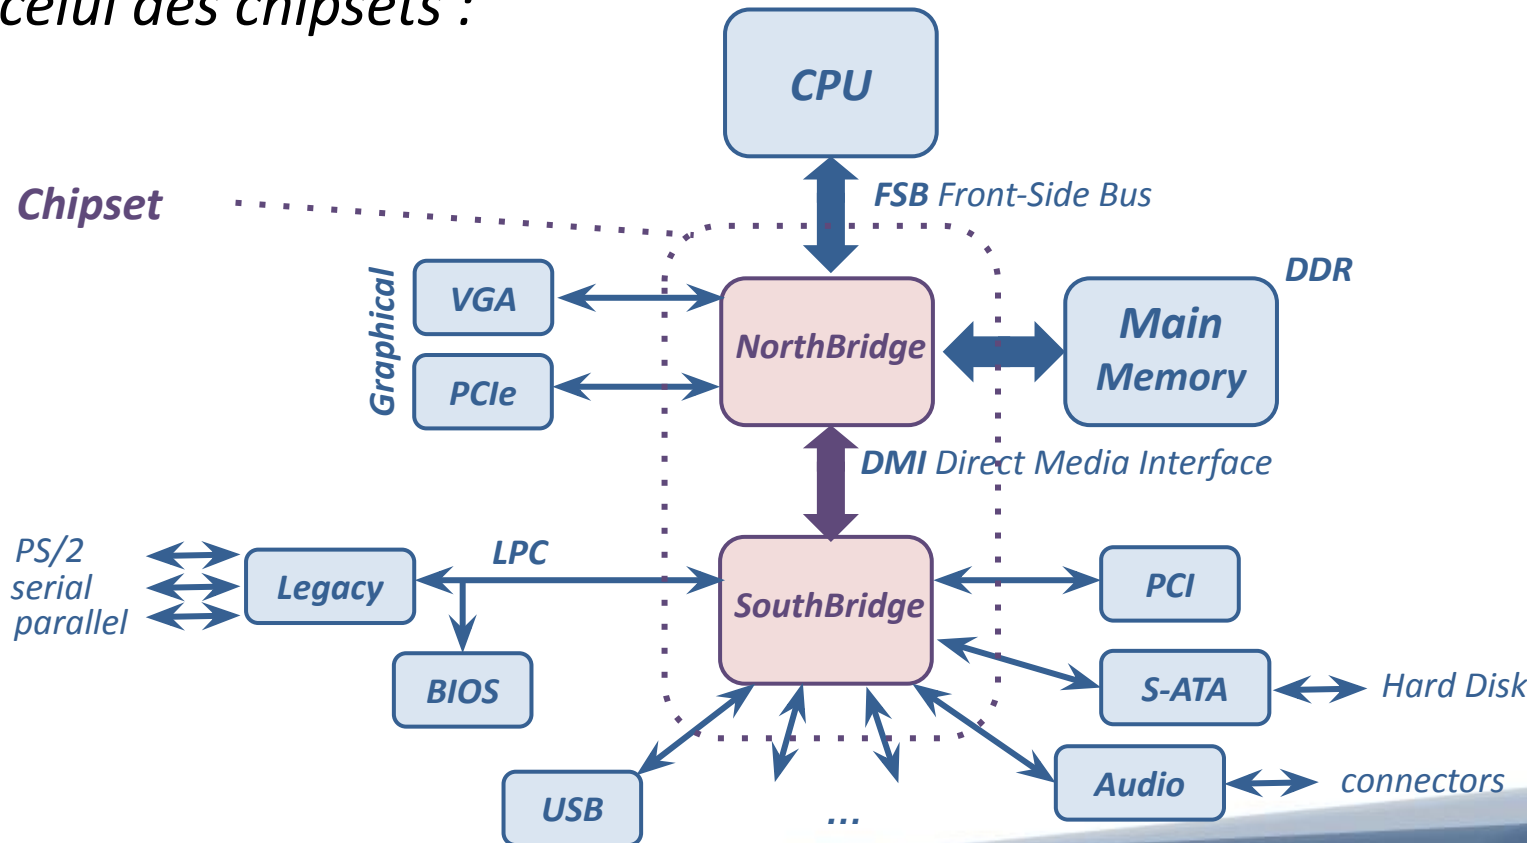 celui des chipsets :
CPU
FSB Front-Side Bus
Chipset
DDR
Graphical
VGA
NorthBridge
Main
Memory
PCIe
DMI Direct Media Interface
PS/2
serial
parallel
Legacy
LPC
SouthBridge
PCI
BIOS
S-ATA
Hard Disk
USB
...
Audio
connectors